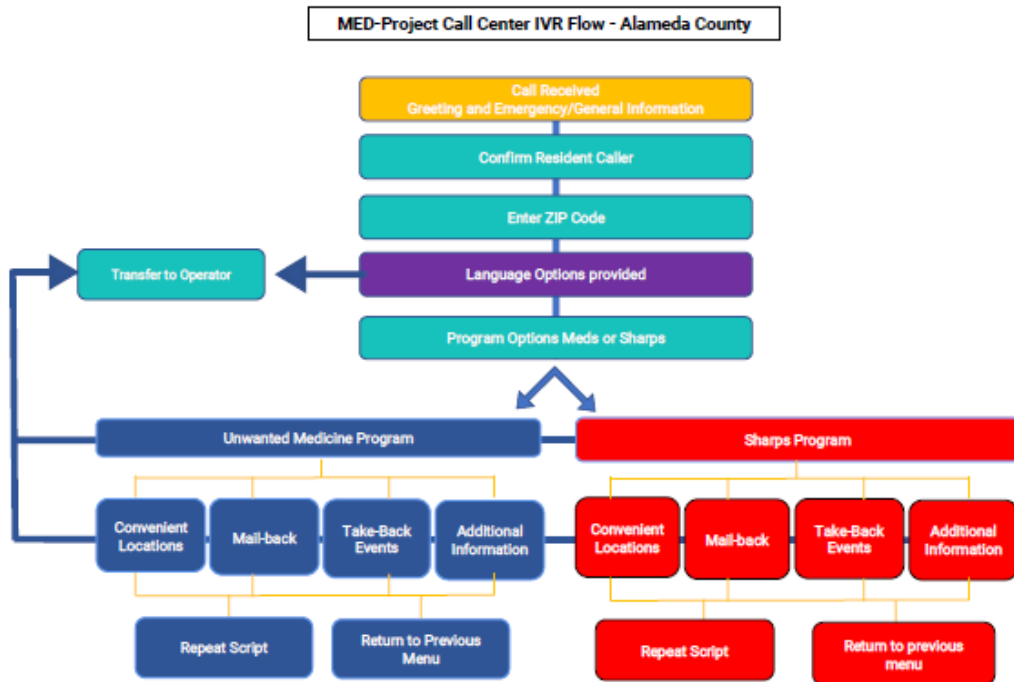 MED-Project Call Center IVR Flow - Alameda County
Call Received
Greeting and Emergency/General Information
Confirm Resident Caller
Enter ZIP Code
Transfer to Operator
Language Options provided
Program Options Meds or Sharps
Unwanted Medicine Program
Sharps Program
Convenient
Locations
Mail-back
Take-Back
Events
Additional
Information
Convenient
Locations
Mail-back
Take-Back
Events
Additional
Information
Repeat Script
Return to Previous
Menu
Repeat Script
Return to previous
menu